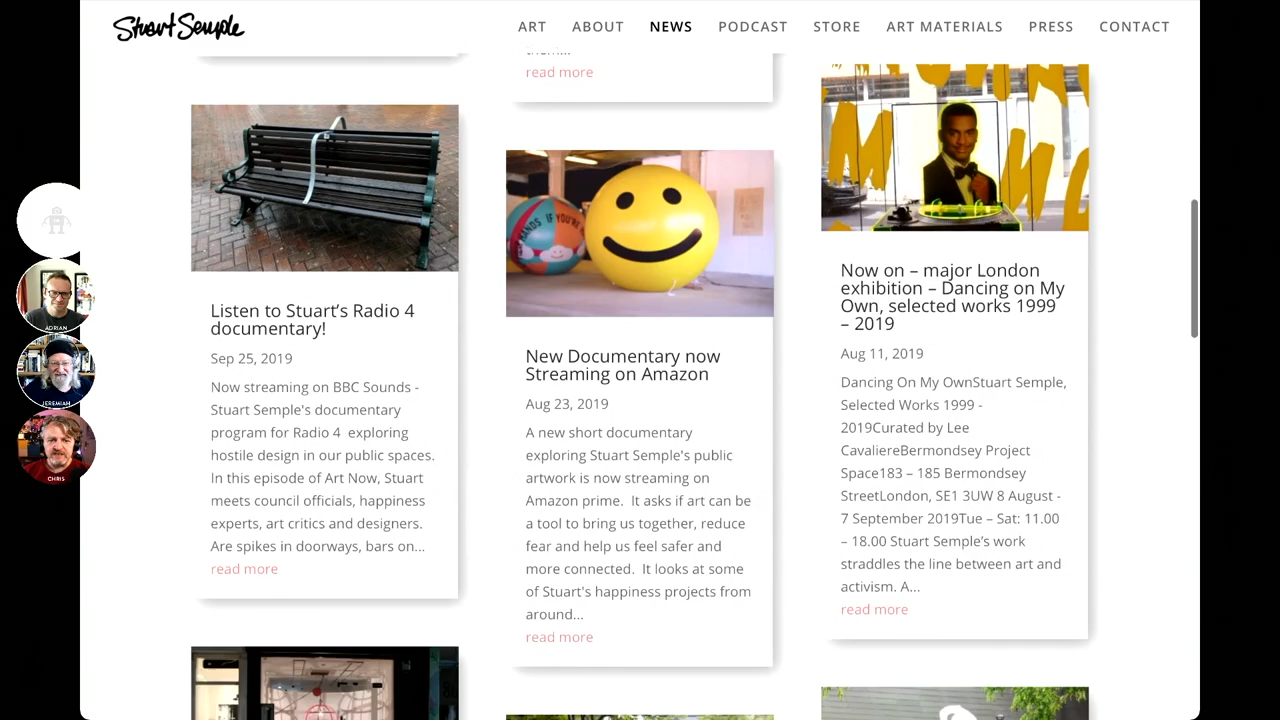 Stuart Semple
ART
ABOUT
NEWS
PODCAST
STORE
ART MATERIALS
PRESS
CONTACT
ADRIAN
JEREMIAH
CHRIS
Listen to Stuart’s Radio 4
documentary!
Sep 25, 2019
Now streaming on BBC Sounds -
Stuart Semple's documentary
program for Radio 4  exploring
hostile design in our public spaces.
In this episode of Art Now, Stuart
meets council officials, happiness
experts, art critics and designers.
Are spikes in doorways, bars on...
read more
read more
HANDS IF YOU'RE
New Documentary now
Streaming on Amazon
Aug 23, 2019
A new short documentary
exploring Stuart Semple's public
artwork is now streaming on
Amazon prime.  It asks if art can be
a tool to bring us together, reduce
fear and help us feel safer and
more connected.  It looks at some
of Stuart's happiness projects from
around...
read more
Now on – major London
exhibition – Dancing on My
Own, selected works 1999
– 2019
Aug 11, 2019
Dancing On My OwnStuart Semple,
Selected Works 1999 -
2019Curated by Lee
CavaliereBermondsey Project
Space183 – 185 Bermondsey
StreetLondon, SE1 3UW 8 August -
7 September 2019Tue – Sat: 11.00
– 18.00 Stuart Semple’s work
straddles the line between art and
activism. A...
read more